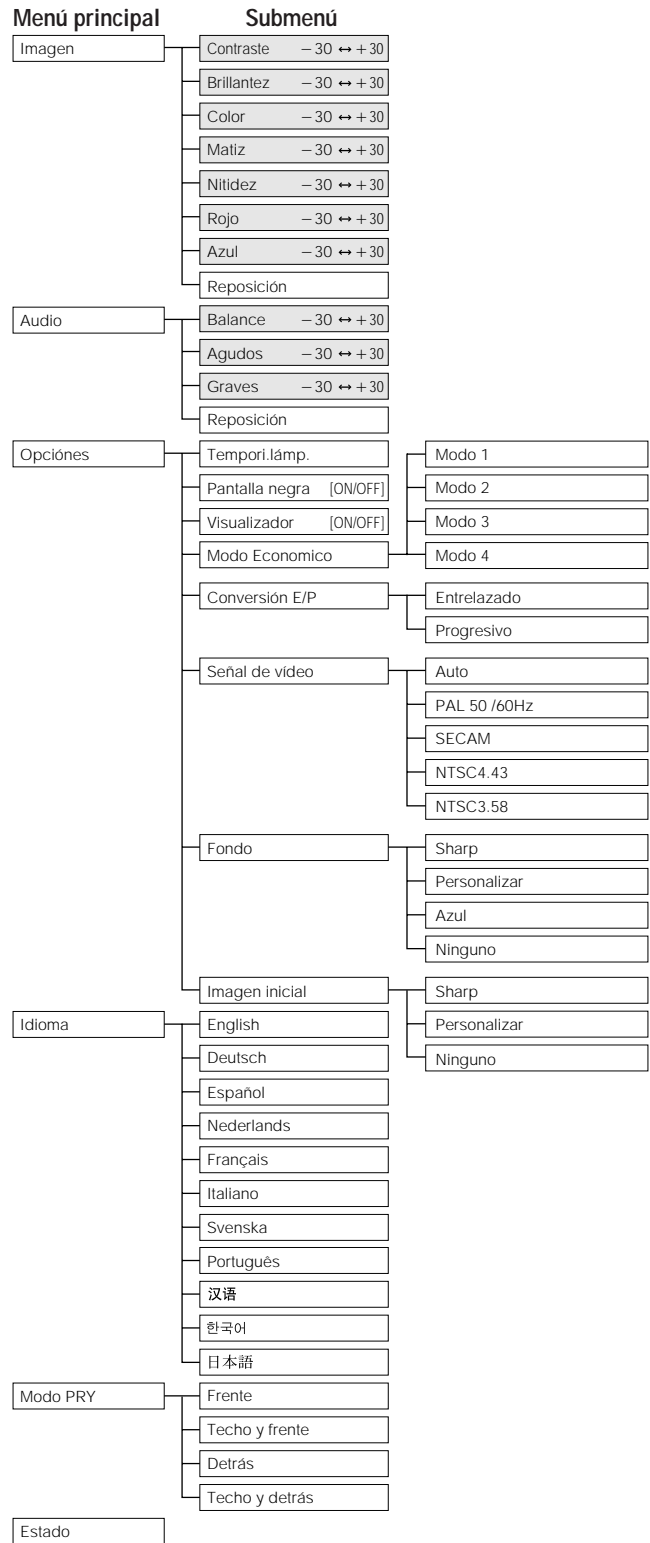 Menú principal Submenú
Imagen Contraste −30 ↔ +30
Brillantez −30 ↔ +30
Color −30 ↔ +30
Matiz −30 ↔ +30
Nitidez −30 ↔ +30
Rojo −30 ↔ +30
Azul −30 ↔ +30
Reposición
Audio Balance −30 ↔ +30
Agudos −30 ↔ +30
Graves −30 ↔ +30
Reposición
Opciónes Tempori.lámp. Modo 1
Pantalla negra [ON/OFF] Modo 2
Visualizador [ON/OFF] Modo 3
Modo Economico Modo 4
Conversión E/P Entrelazado
Progresivo
Señal de vídeo Auto
PAL 50 /60Hz
SECAM
NTSC4.43
NTSC3.58
Fondo Sharp
Personalizar
Azul
Ninguno
Imagen inicial Sharp
Idioma English Personalizar
Deutsch Ninguno
Español
Nederlands
Français
Italiano
Svenska
Português
汉语
한국어
日本語
Modo PRY Frente
Techo y frente
Detrás
Techo y detrás
Estado